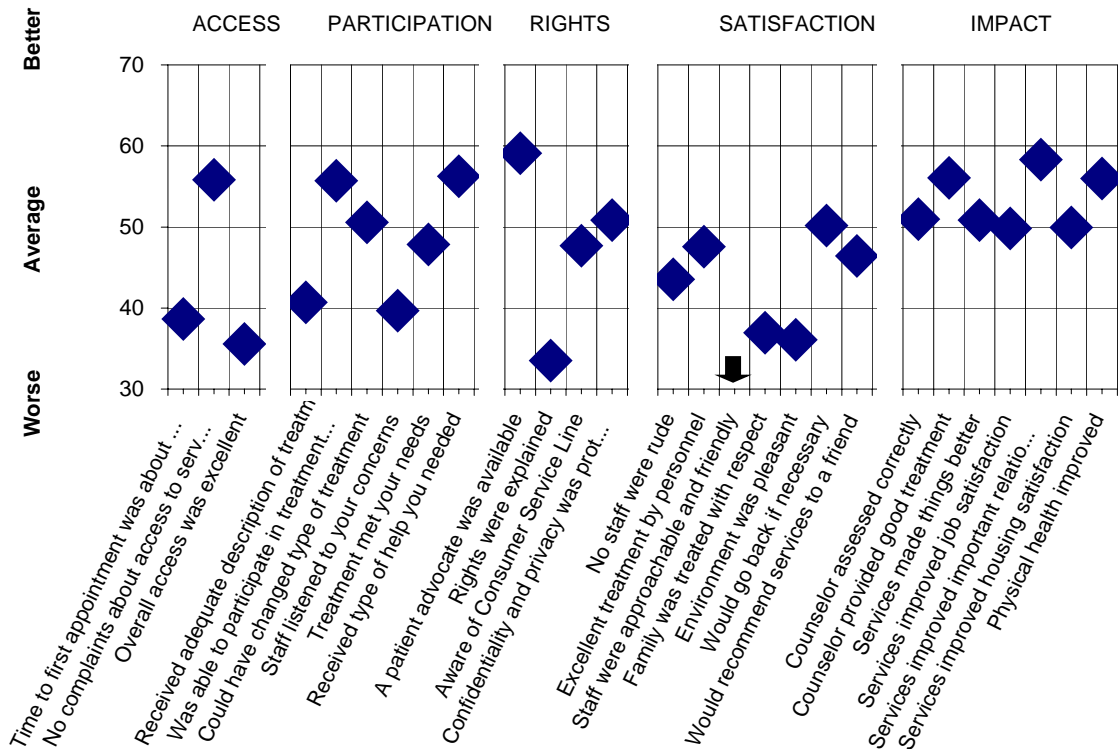 ACCESS PARTICIPATION RIGHTS SATISFACTION IMPACT
Better
Average
Worse
70
60
50
40
30
Time to first appointment was about ...
No complaints about access to serv...
Overall access was excellent
Received adequate description of treatm
Was able to participate in treatment...
Could have changed type of treatment
Staff listened to your concerns
Treatment met your needs
Received type of help you needed
A patient advocate was available
Rights were explained
Aware of Consumer Service Line
Confidentiality and privacy was prot...
No staff were rude
Excellent treatment by personnel
Staff were approachable and friendly
Family was treated with respect
Environment was pleasant
Would go back if necessary
Would recommend services to a friend
Counselor assessed correctly
Counselor provided good treatment
Services made things better
Services improved job satisfaction
Services improved important relatio...
Services improved housing satisfaction
Physical health improved